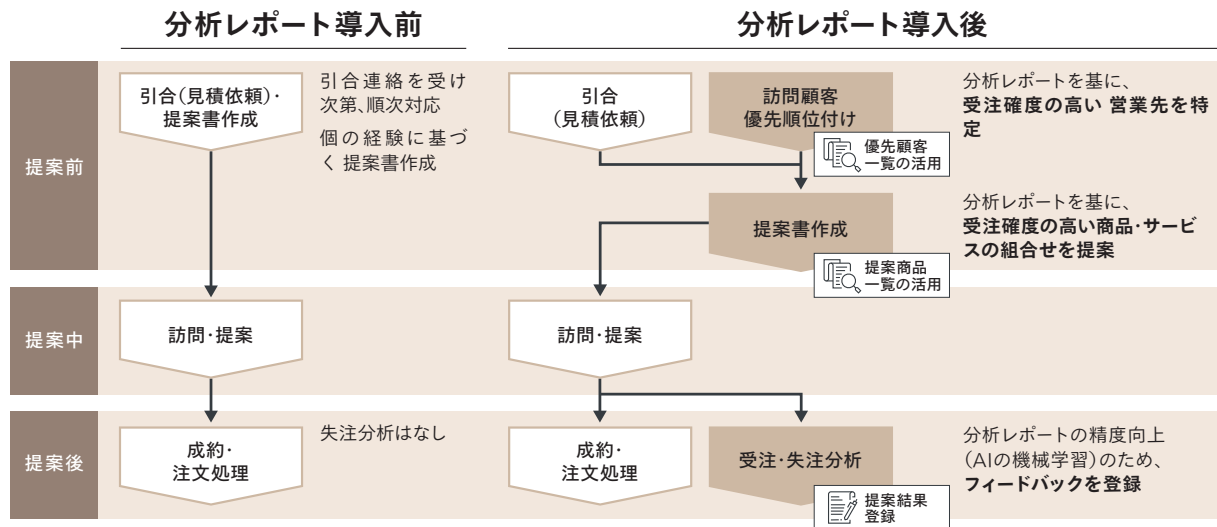 分析レポート導入前
分析レポート導入後
提案前
引合(見積依頼)・
提案書作成
引合連絡を受け
次第、順次対応
個の経験に基づ
く 提案書作成
引合
(見積依頼)
訪問顧客
優先順位付け
優先顧客
一覧の活用
分析レポートを基に、
受注確度の高い 営業先を特
定
提案書作成
提案商品
一覧の活用
分析レポートを基に、
受注確度の高い商品・サービ
スの組合せを提案
提案中
訪問・提案
訪問・提案
提案後
成約・
注文処理
失注分析はなし
成約・
注文処理
受注・失注分析
提案結果
登録
分析レポートの精度向上
(AIの機械学習)のため、
フィードバックを登録